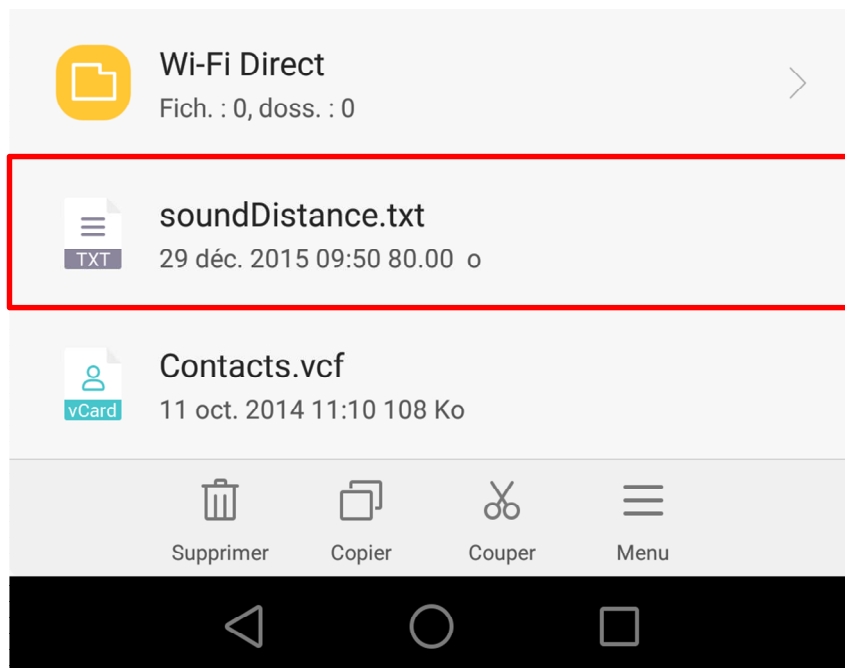 Wi-Fi Direct
Fich. : 0, doss. : 0
soundDistance.txt
TXT
29 déc. 2015 09:50 80.00  o
Contacts.vcf
vCard
11 oct. 2014 11:10 108 Ko
Supprimer Copier Couper Menu